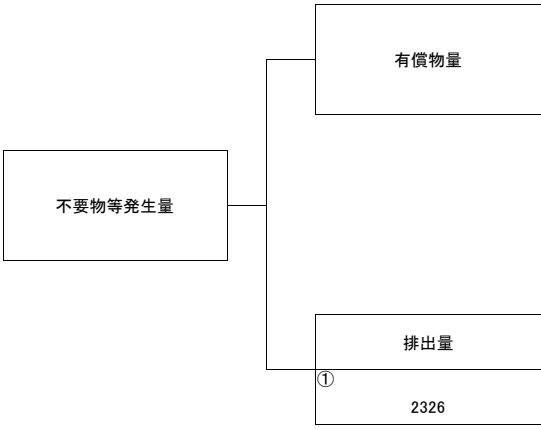 有償物量
不要物等発生量
排出量
①
2326